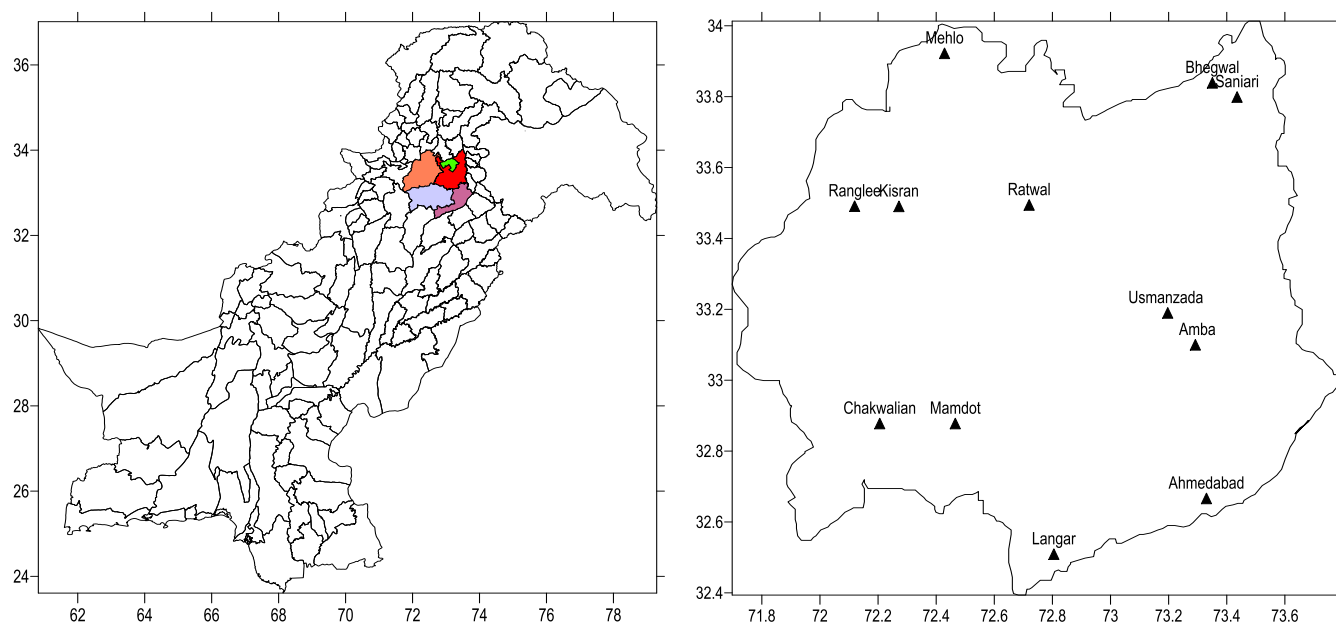 36
34
32
30
28
26
24
62 64 66 68 70 72 74 76 78
34
33.8
33.6
33.4
33.2
33
32.8
32.6
32.4
71.8 72 72.2 72.4 72.6 72.8 73 73.2 73.4 73.6
Mehlo
Bhegwal
Saniari
Ranglee Kisran Ratwal
Usmanzada
Amba
Chakwalian Mamdot
Ahmedabad
Langar